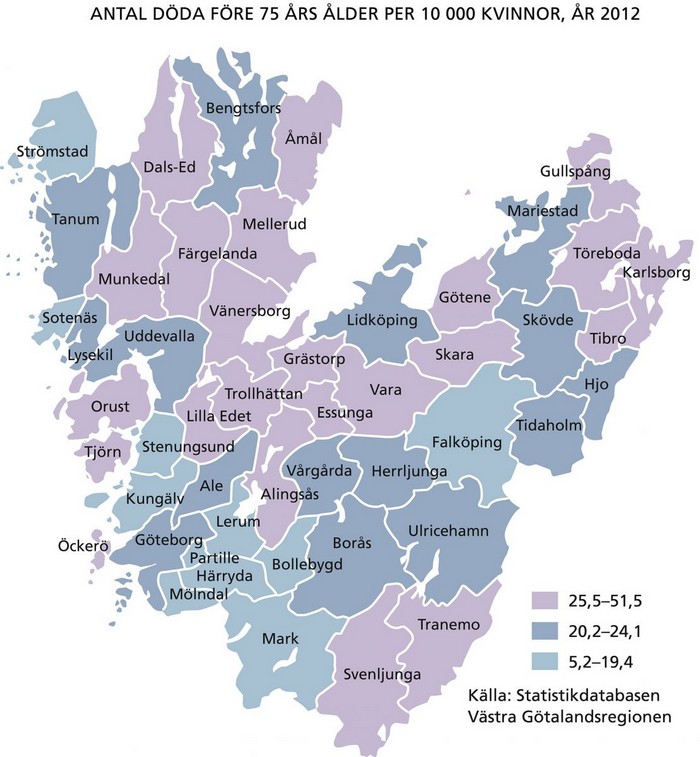 ANTAL DÖDA FÖRE 75 ÅRS ÅLDER PER 10 000 KVINNOR, ÅR 2012
Bengtsfors
Åmål
Strömstad
Dals-Ed
Gullspång
Mariestad
Tanum
Mellerud
Färgelanda
Töreboda
Karlsborg
Munkedal
Götene
Vänersborg
Sotenäs
Lidköping
Skövde
Uddevalla
Tibro
Lysekil
Grästorp
Skara
Hjo
Trollhättan
Vara
Orust
Lilla Edet
Essunga
Tidaholm
Stenungsund
Falköping
Tjörn
Vårgårda
Herrljunga
Ale
Kungälv
Alingsås
Lerum
Ulricehamn
Öckerö
Göteborg
Borås
Partille
Bollebygd
Härryda
Mölndal
25,5–51,5
Tranemo
20,2–24,1
Mark
5,2–19,4
Svenljunga
Källa: Statistikdatabasen
Västra Götalandsregionen